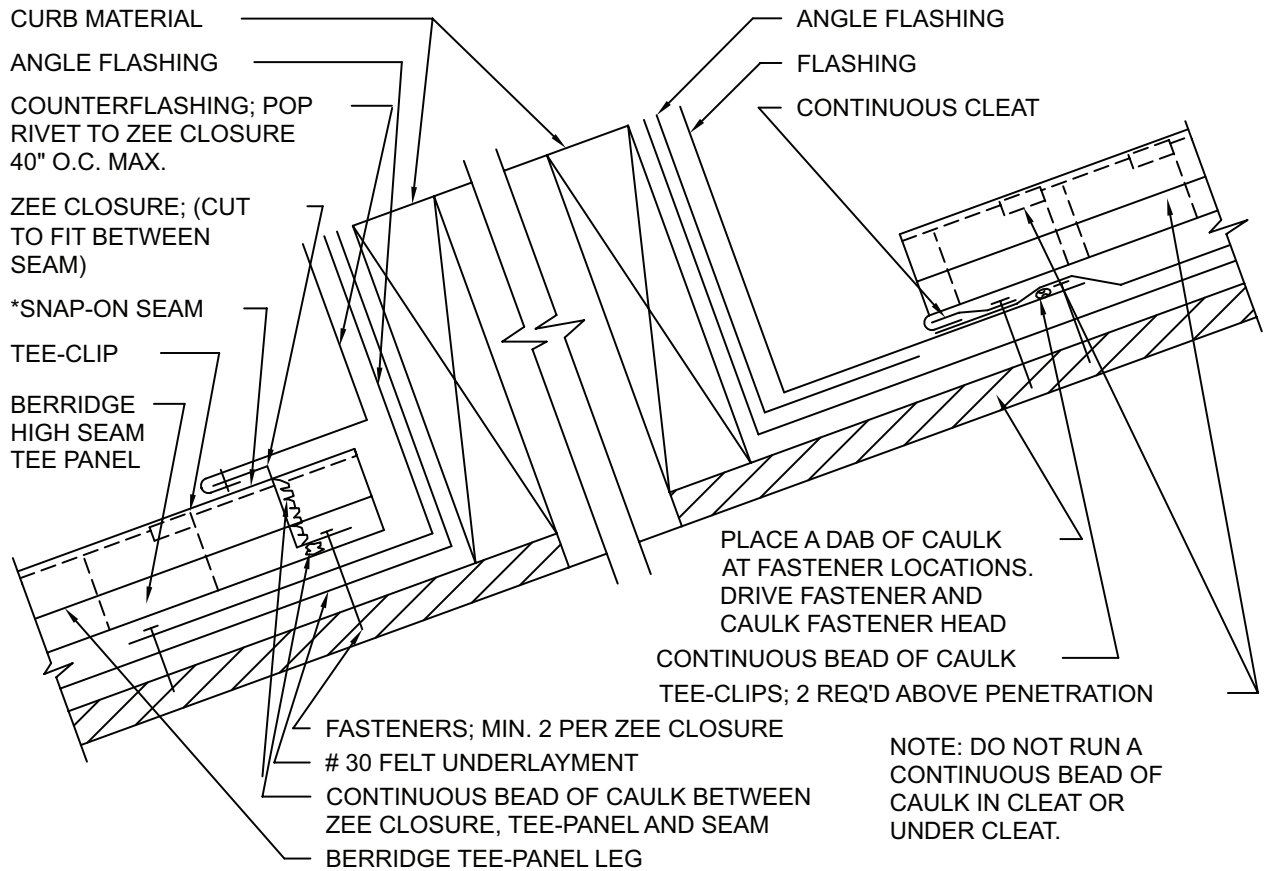 CURB MATERIAL
ANGLE FLASHING
COUNTERFLASHING; POP
RIVET TO ZEE CLOSURE
40" O.C. MAX.
ZEE CLOSURE; (CUT
TO FIT BETWEEN
SEAM)
*SNAP-ON SEAM
TEE-CLIP
BERRIDGE
HIGH SEAM
TEE PANEL
ANGLE FLASHING
FLASHING
CONTINUOUS CLEAT
PLACE A DAB OF CAULK
AT FASTENER LOCATIONS.
DRIVE FASTENER AND
CAULK FASTENER HEAD
CONTINUOUS BEAD OF CAULK
TEE-CLIPS; 2 REQ'D ABOVE PENETRATION
FASTENERS; MIN. 2 PER ZEE CLOSURE
# 30 FELT UNDERLAYMENT
CONTINUOUS BEAD OF CAULK BETWEEN
ZEE CLOSURE, TEE-PANEL AND SEAM
BERRIDGE TEE-PANEL LEG
NOTE: DO NOT RUN A
CONTINUOUS BEAD OF
CAULK IN CLEAT OR
UNDER CLEAT.